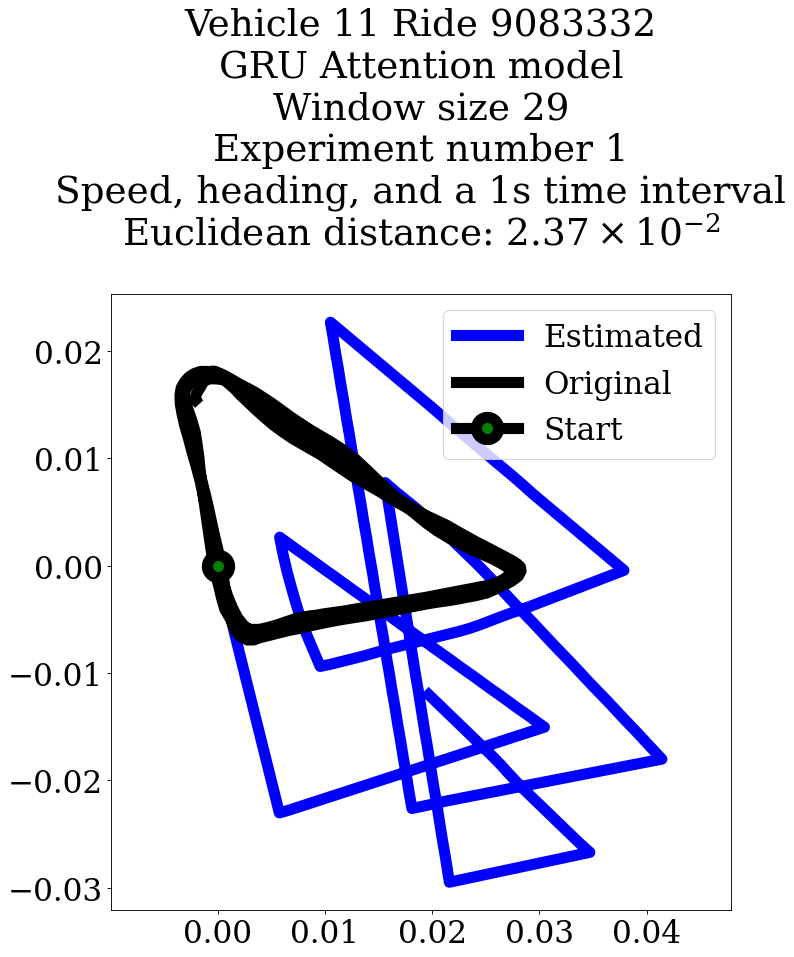 Vehicle 11 Ride 9083332
GRU Attention model
Window size 29
Experiment number 1
Speed, heading, and a 1s time interval
Euclidean distance: 2.37 × 10⁻²
Estimated
Original
Start
0.02
0.01
0.00
−0.01
−0.02
−0.03
0.00 0.01 0.02 0.03 0.04